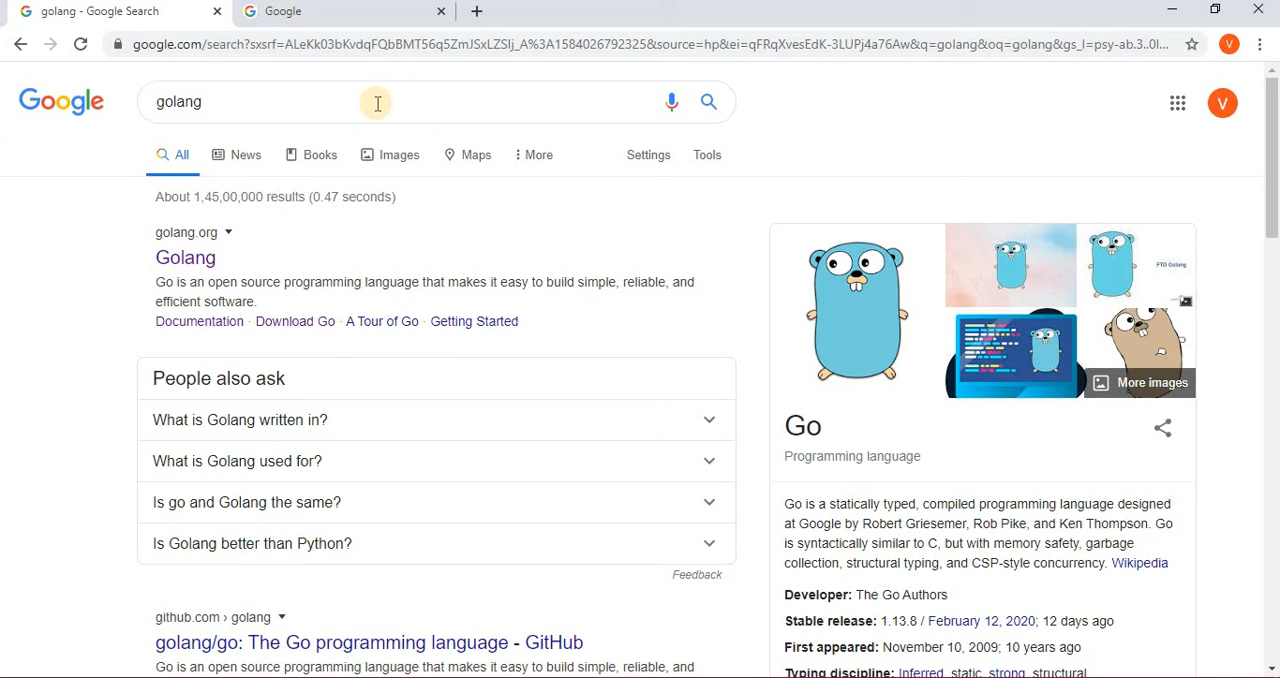 golang - Google Search
Google
google.com/search?sxsrf=ALeKk03bKvdqFQbBMT56q5ZmJSxLZSlj_A%3A1584026792325&source=hp&ei=qFRqXvesEdK-3LUPj4a76Aw&q=golang&oq=golang&gs_l=psy-ab.3..0l...
V
Google
golang
V
All
News
Books
Images
Maps
More
Settings
Tools
About 1,45,00,000 results (0.47 seconds)
golang.org
Golang
Go is an open source programming language that makes it easy to build simple, reliable, and
efficient software.
Documentation · Download Go · A Tour of Go · Getting Started
People also ask
What is Golang written in?
What is Golang used for?
Is go and Golang the same?
Is Golang better than Python?
Feedback
github.com › golang
golang/go: The Go programming language - GitHub
Go is an open source programming language that makes it easy to build simple, reliable, and
FTD Golang
More images
Go
Programming language
Go is a statically typed, compiled programming language designed
at Google by Robert Griesemer, Rob Pike, and Ken Thompson. Go
is syntactically similar to C, but with memory safety, garbage
collection, structural typing, and CSP-style concurrency. Wikipedia
Developer: The Go Authors
Stable release: 1.13.8 / February 12, 2020; 12 days ago
First appeared: November 10, 2009; 10 years ago
Typing discipline: Inferred, static, strong, structural